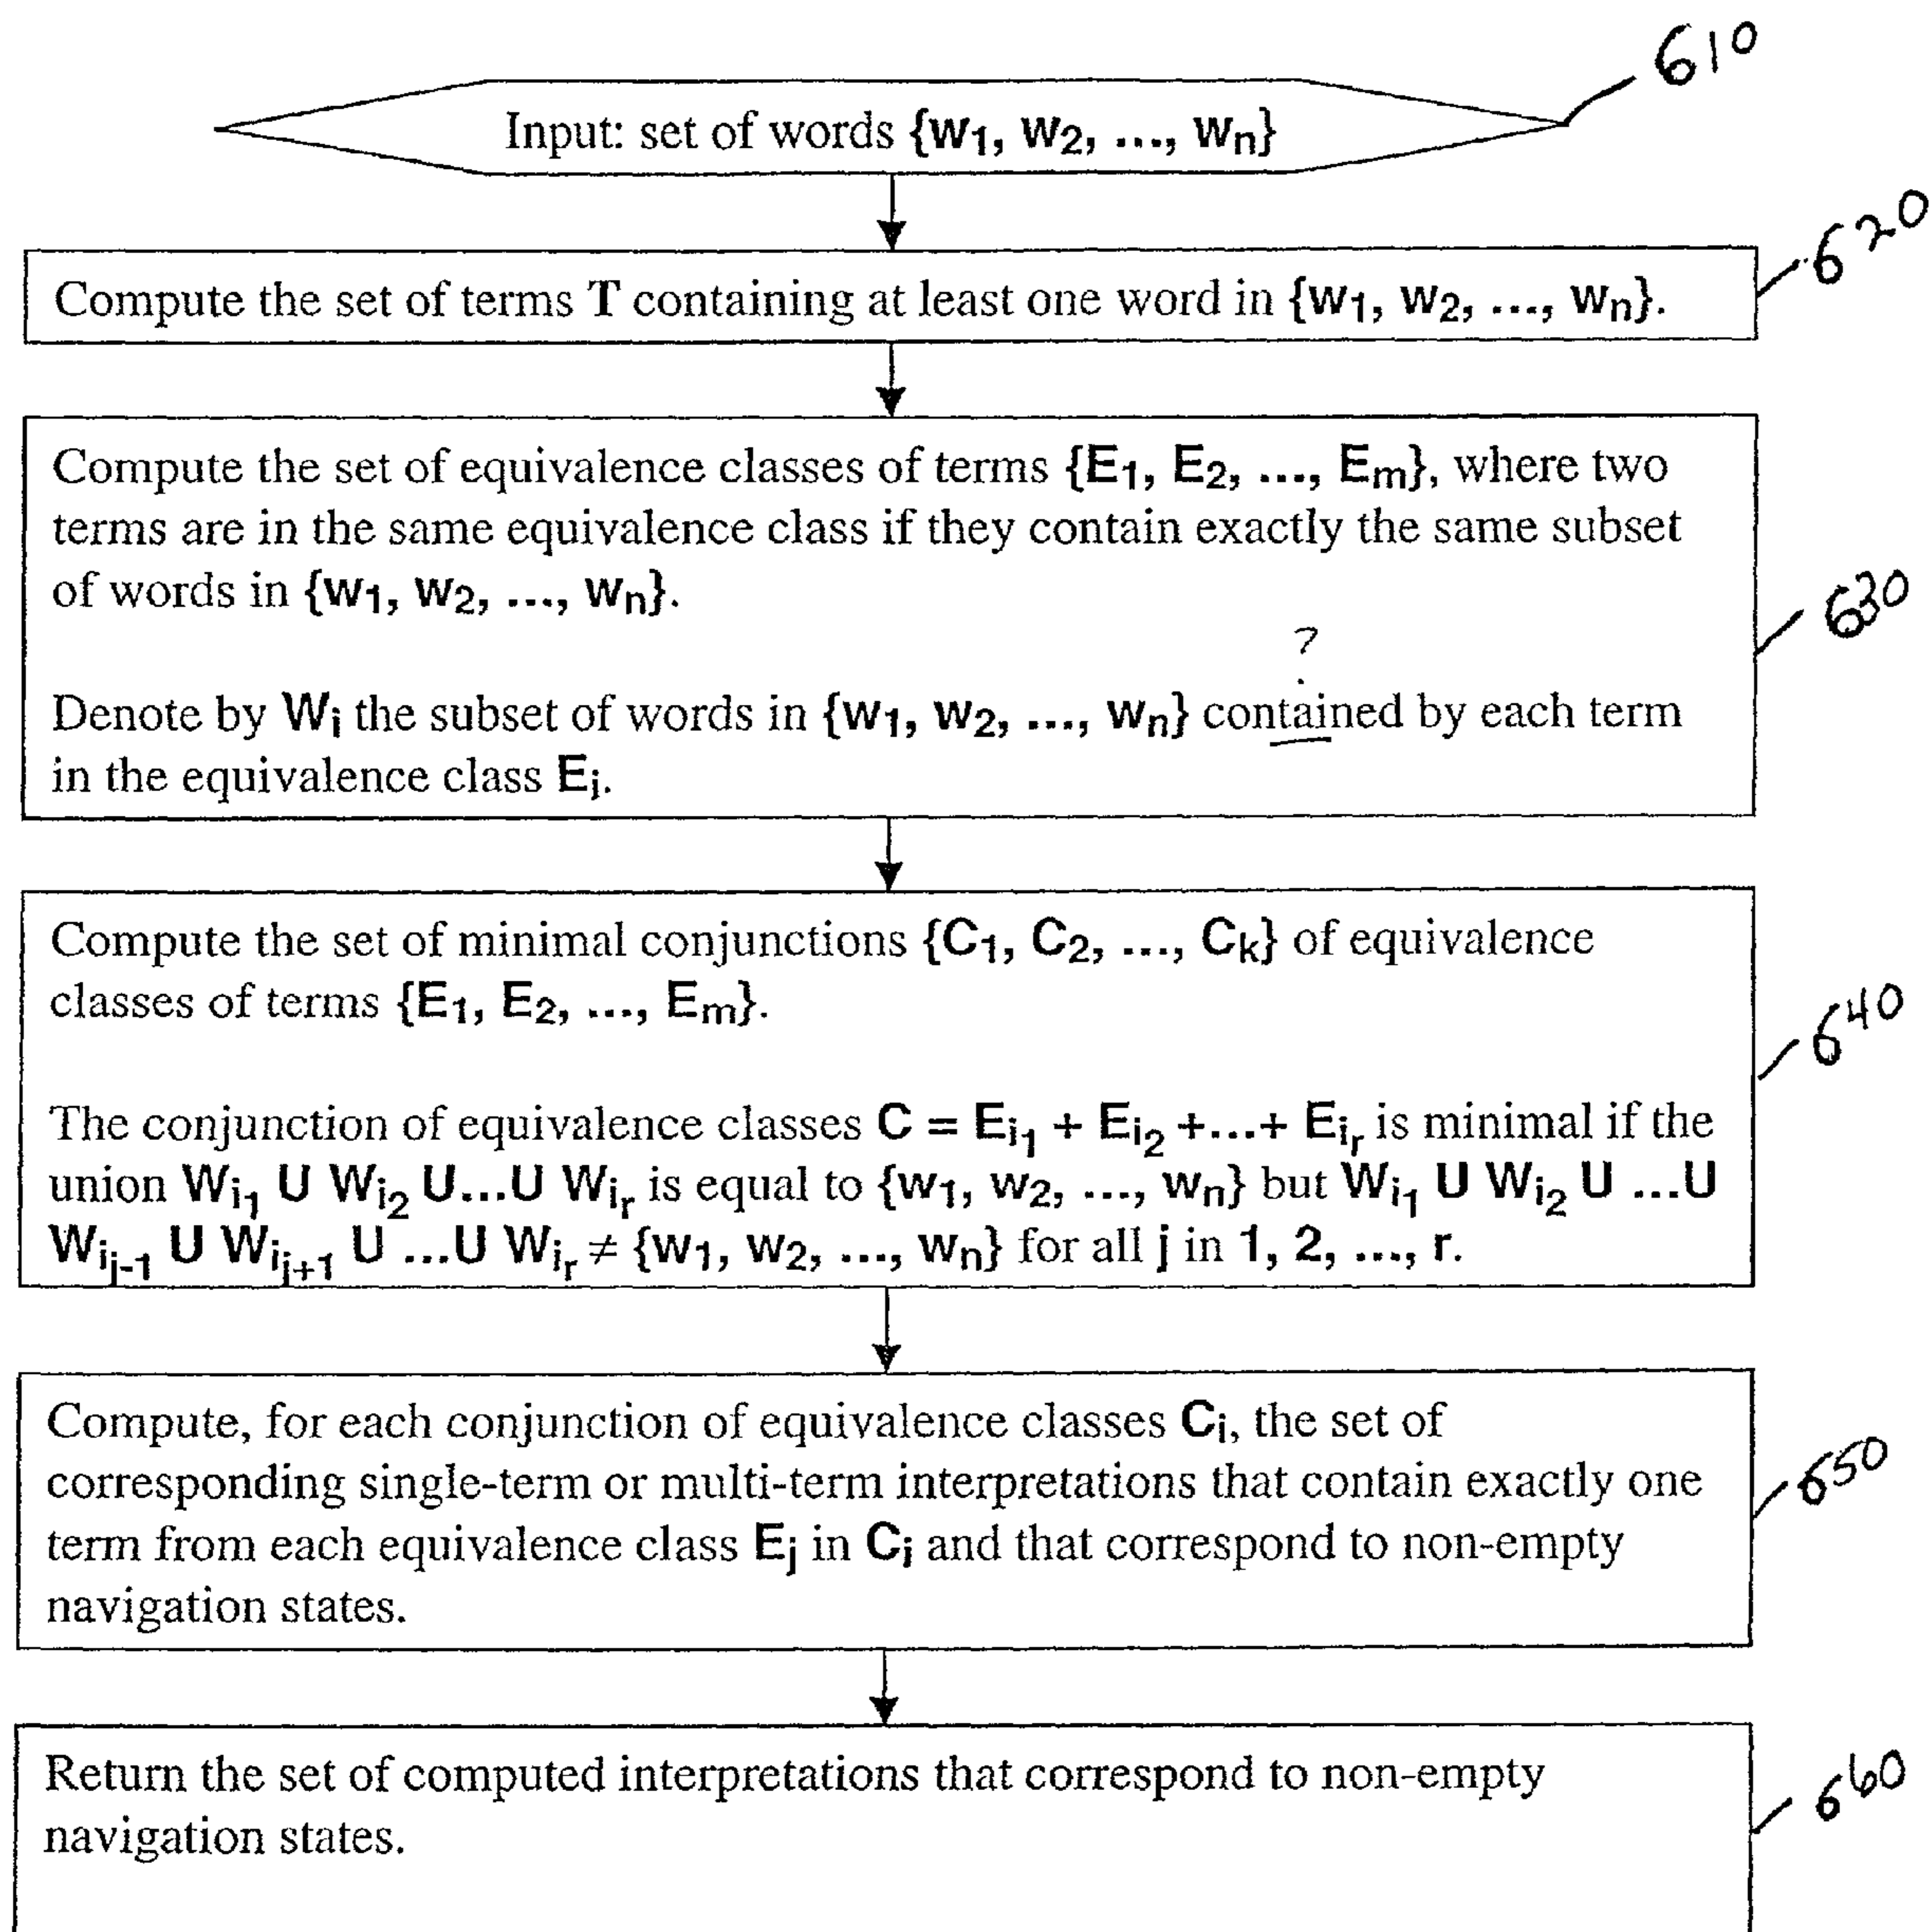 610
Input: set of words {w1, w2, ..., wn}
620
Compute the set of terms T containing at least one word in {w1, w2, ..., wn}.
Compute the set of equivalence classes of terms {E1, E2, ..., Em}, where two
terms are in the same equivalence class if they contain exactly the same subset
of words in {w1, w2, ..., wn}.
630
?
Denote by Wi the subset of words in {w1, w2, ..., wn} contained by each term
in the equivalence class Ei.
Compute the set of minimal conjunctions {C1, C2, ..., Ck} of equivalence
classes of terms {E1, E2, ..., Em}.
640
The conjunction of equivalence classes C = Ei1 + Ei2 +...+ Eir is minimal if the
union Wi1 U Wi2 U...U Wir is equal to {w1, w2, ..., wn} but Wi1 U Wi2 U ...U
Wij-1 U Wij+1 U ...U Wir ≠ {w1, w2, ..., wn} for all j in 1, 2, ..., r.
Compute, for each conjunction of equivalence classes Ci, the set of
corresponding single-term or multi-term interpretations that contain exactly one
term from each equivalence class Ej in Ci and that correspond to non-empty
navigation states.
650
Return the set of computed interpretations that correspond to non-empty
navigation states.
660